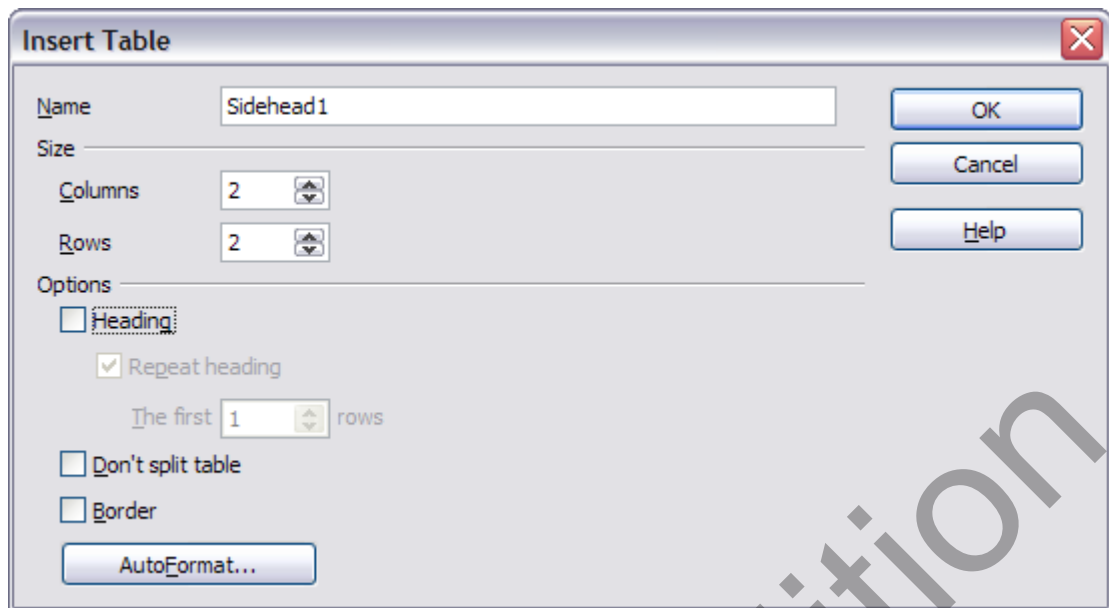 Insert Table
Name Sidehead1 OK
Size Cancel
Columns 2
Rows 2 Help
Options
Heading
Repeat heading
The first 1 rows
Don't split table
Border
AutoFormat...